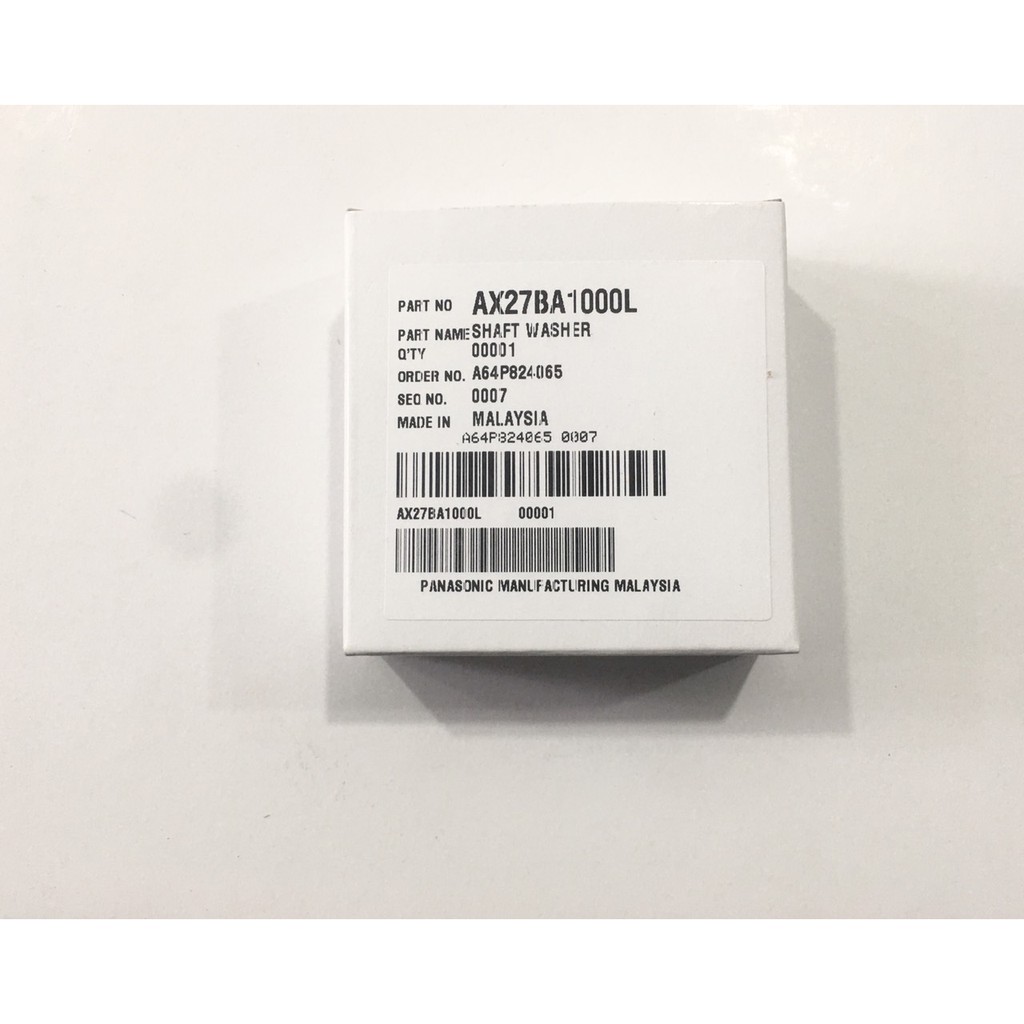 PART NO AX27BA1000L
PART NAME SHAFT WASHER
Q'TY 00001
ORDER NO. A64P824065
SEQ NO. 0007
MADE IN MALAYSIA
A64P824065 0007
AX27BA1000L 00001
PANASONIC MANUFACTURING MALAYSIA